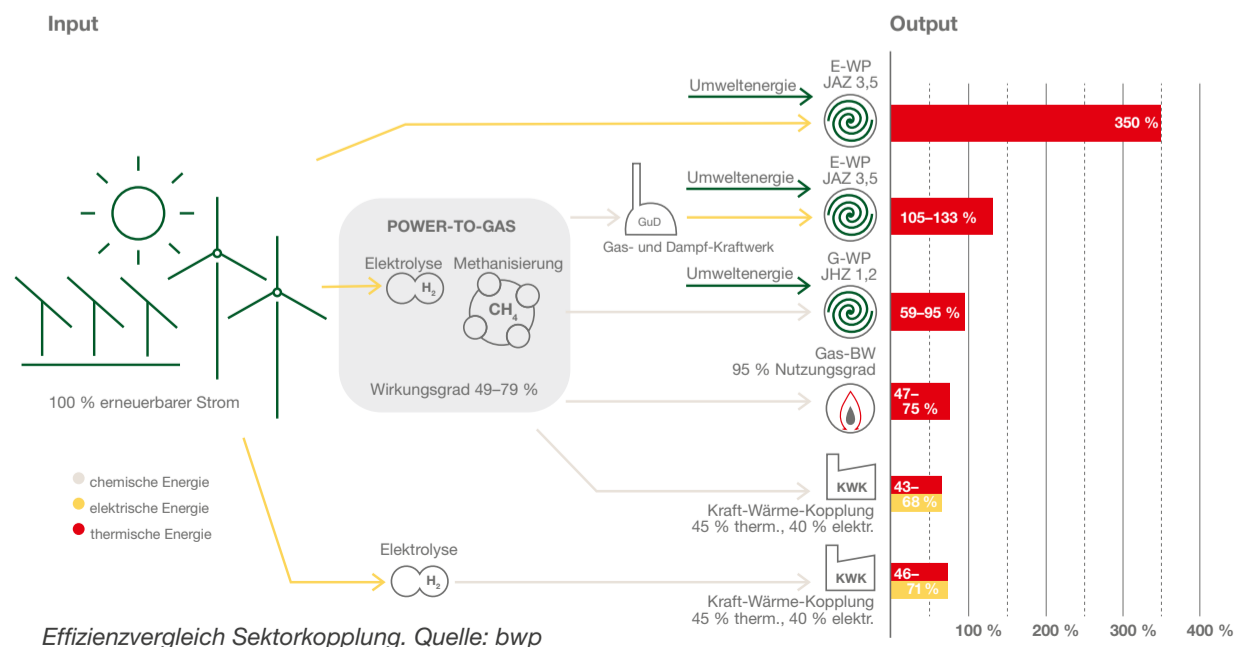 Input
Output
E-WP
JAZ 3,5
Umweltenergie
350 %
E-WP
JAZ 3,5
Umweltenergie
GuD
105–133 %
Gas- und Dampf-Kraftwerk
POWER-TO-GAS
Elektrolyse
Methanisierung
H2
CH4
Wirkungsgrad 49–79 %
G-WP
JHZ 1,2
Umweltenergie
59–95 %
Gas-BW
95 % Nutzungsgrad
47–
75 %
100 % erneuerbarer Strom
chemische Energie
elektrische Energie
thermische Energie
KWK
43–
68 %
Kraft-Wärme-Kopplung
45 % therm., 40 % elektr.
Elektrolyse
H2
KWK
46–
71 %
Kraft-Wärme-Kopplung
45 % therm., 40 % elektr.
100 %
200 %
300 %
400 %
Effizienzvergleich Sektorkopplung. Quelle: bwp